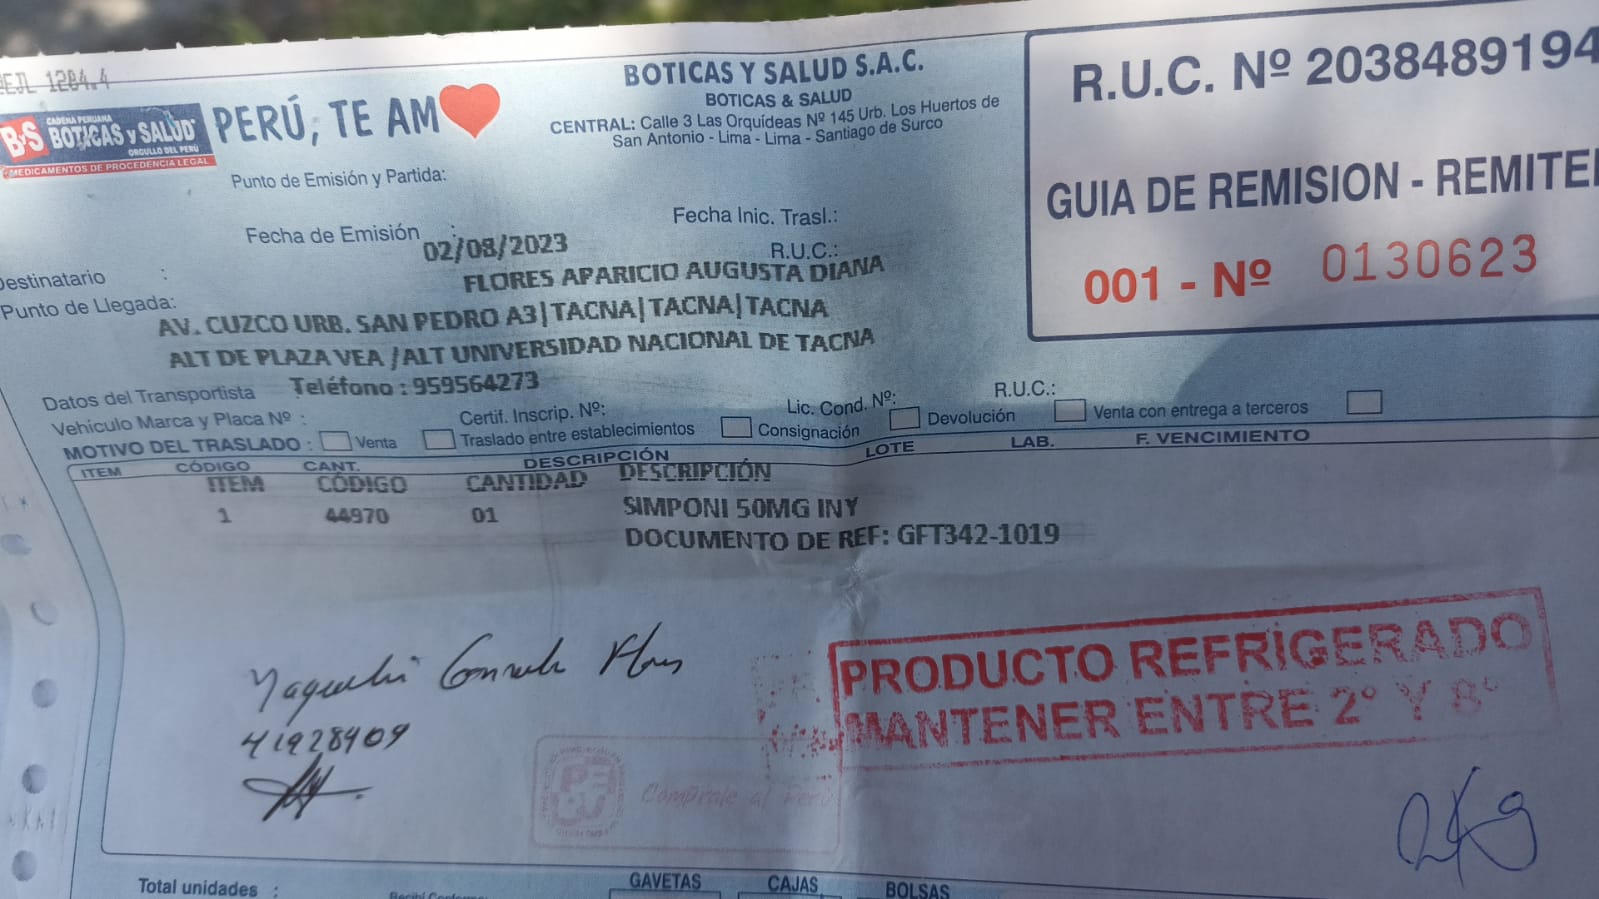 EJL 1284.4
B&S CADENA PERUANA BOTICAS y SALUD ORGULLO DEL PERÚ
MEDICAMENTOS DE PROCEDENCIA LEGAL
PERÚ, TE AM
BOTICAS Y SALUD S.A.C.
BOTICAS & SALUD
CENTRAL: Calle 3 Las Orquídeas Nº 145 Urb. Los Huertos de
San Antonio - Lima - Lima - Santiago de Surco
R.U.C. Nº 2038489194
GUIA DE REMISION - REMITE
001 - Nº 0130623
Punto de Emisión y Partida:
Fecha de Emisión : 02/08/2023
Fecha Inic. Trasl.:
R.U.C.:
Destinatario : FLORES APARICIO AUGUSTA DIANA
Punto de Llegada:
AV. CUZCO URB. SAN PEDRO A3|TACNA|TACNA|TACNA
ALT DE PLAZA VEA /ALT UNIVERSIDAD NACIONAL DE TACNA
Datos del Transportista Teléfono : 959564273
Vehículo Marca y Placa Nº : Certif. Inscrip. Nº: Lic. Cond. Nº: R.U.C.:
MOTIVO DEL TRASLADO : Venta Traslado entre establecimientos Consignación Devolución Venta con entrega a terceros
ITEM CÓDIGO CANT. DESCRIPCIÓN LOTE LAB. F. VENCIMIENTO
ITEM CÓDIGO CANTIDAD DESCRIPCIÓN
1 44970 01 SIMPONI 50MG INY
DOCUMENTO DE REF: GFT342-1019
41928409
PRODUCTO REFRIGERADO
MANTENER ENTRE 2° Y 8°
PERU
Cómprale al Perú
Total unidades :
GAVETAS CAJAS BOLSAS